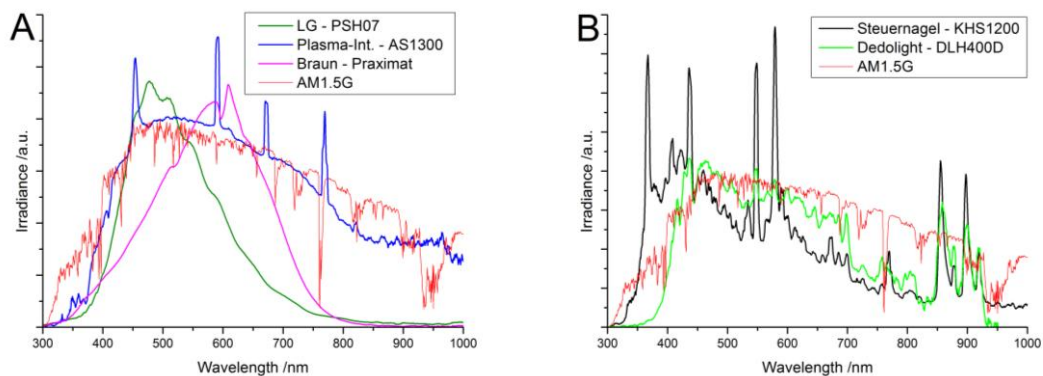 A
LG - PSH07
Plasma-Int. - AS1300
Braun - Praximat
AM1.5G
Irradiance /a.u.
300 400 500 600 700 800 900 1000
Wavelength /nm
B
Steuernagel - KHS1200
Dedolight - DLH400D
AM1.5G
Irradiance /a.u.
300 400 500 600 700 800 900 1000
Wavelength /nm